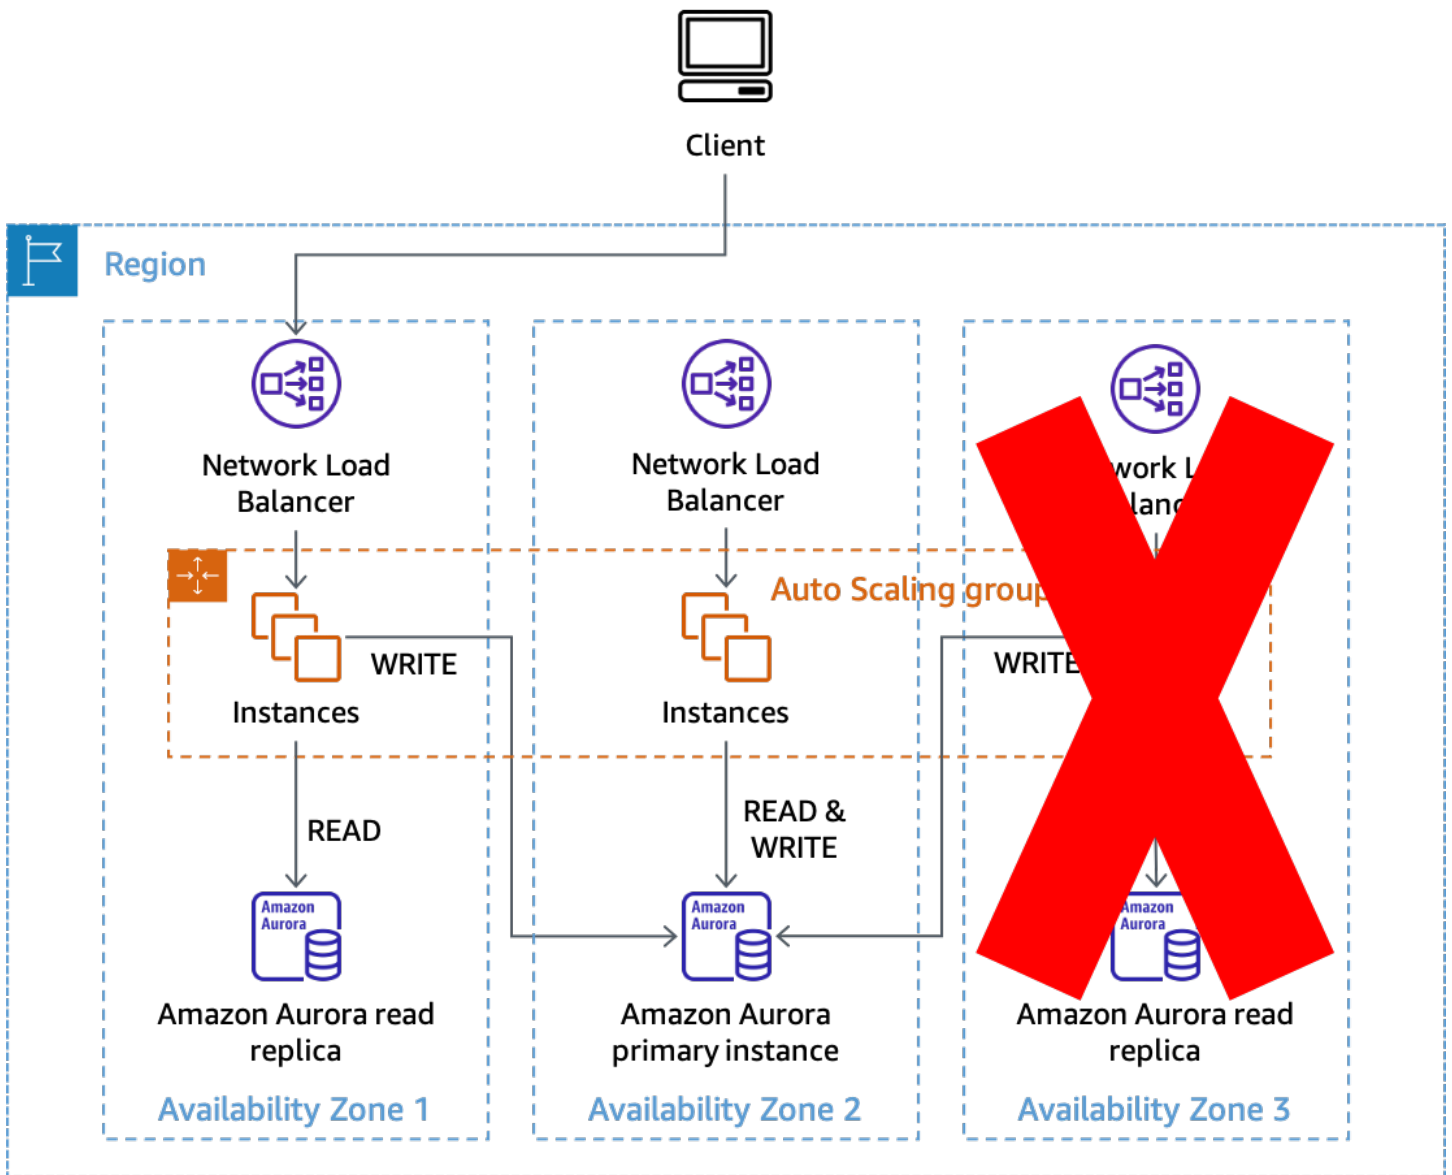 Client
Region
Network Load
Balancer
Network Load
Balancer
Auto Scaling group
WRITE
WRITE
Instances
Instances
READ
READ &
WRITE
Amazon
Aurora
Amazon
Aurora
Amazon
Aurora
Amazon Aurora read
replica
Amazon Aurora
primary instance
Amazon Aurora read
replica
Availability Zone 1
Availability Zone 2
Availability Zone 3